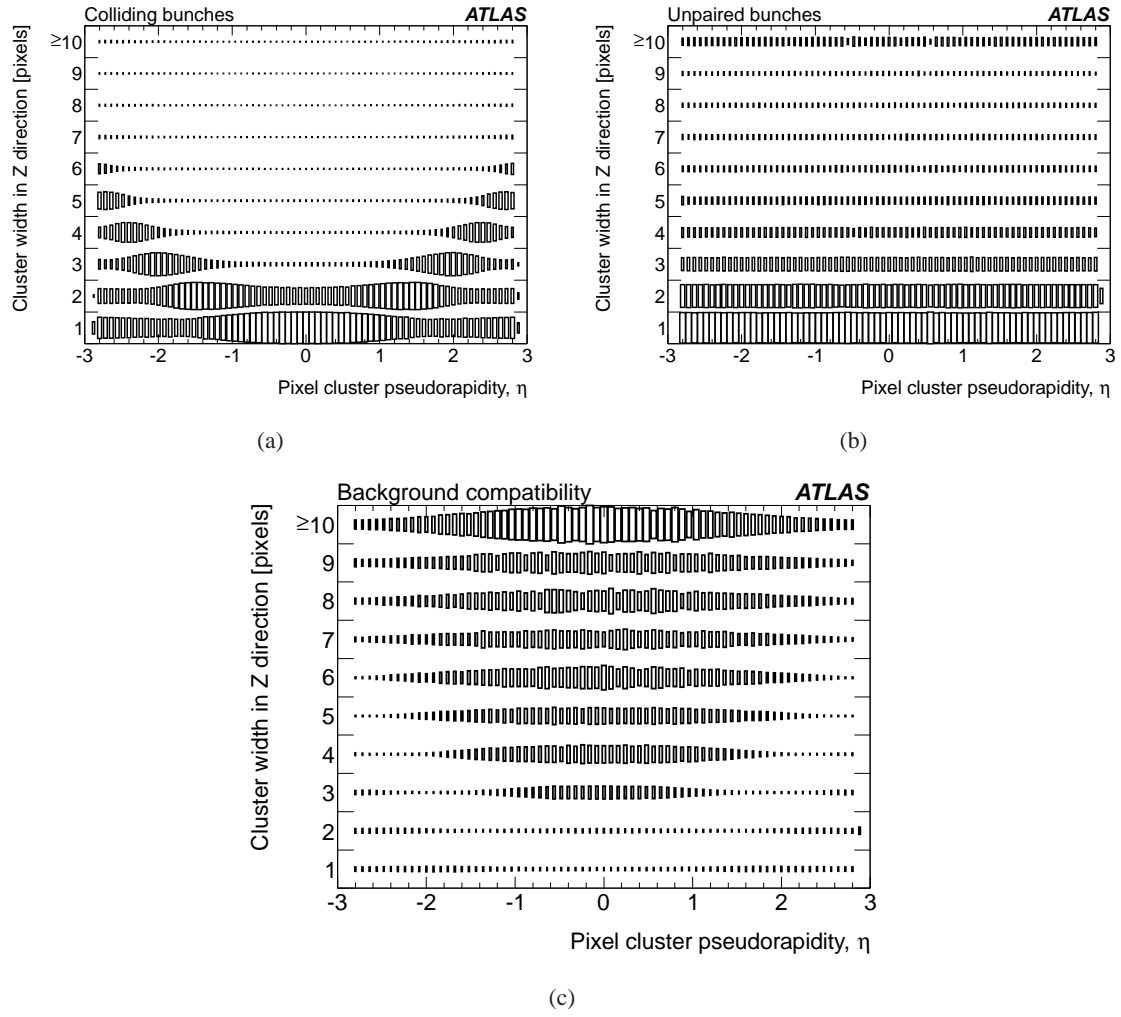 Colliding bunches ATLAS
Cluster width in Z direction [pixels]
≥10
9
8
7
6
5
4
3
2
1
-3 -2 -1 0 1 2 3
Pixel cluster pseudorapidity, η
(a)
Unpaired bunches ATLAS
Cluster width in Z direction [pixels]
≥10
9
8
7
6
5
4
3
2
1
-3 -2 -1 0 1 2 3
Pixel cluster pseudorapidity, η
(b)
Background compatibility ATLAS
Cluster width in Z direction [pixels]
≥10
9
8
7
6
5
4
3
2
1
-3 -2 -1 0 1 2 3
Pixel cluster pseudorapidity, η
(c)